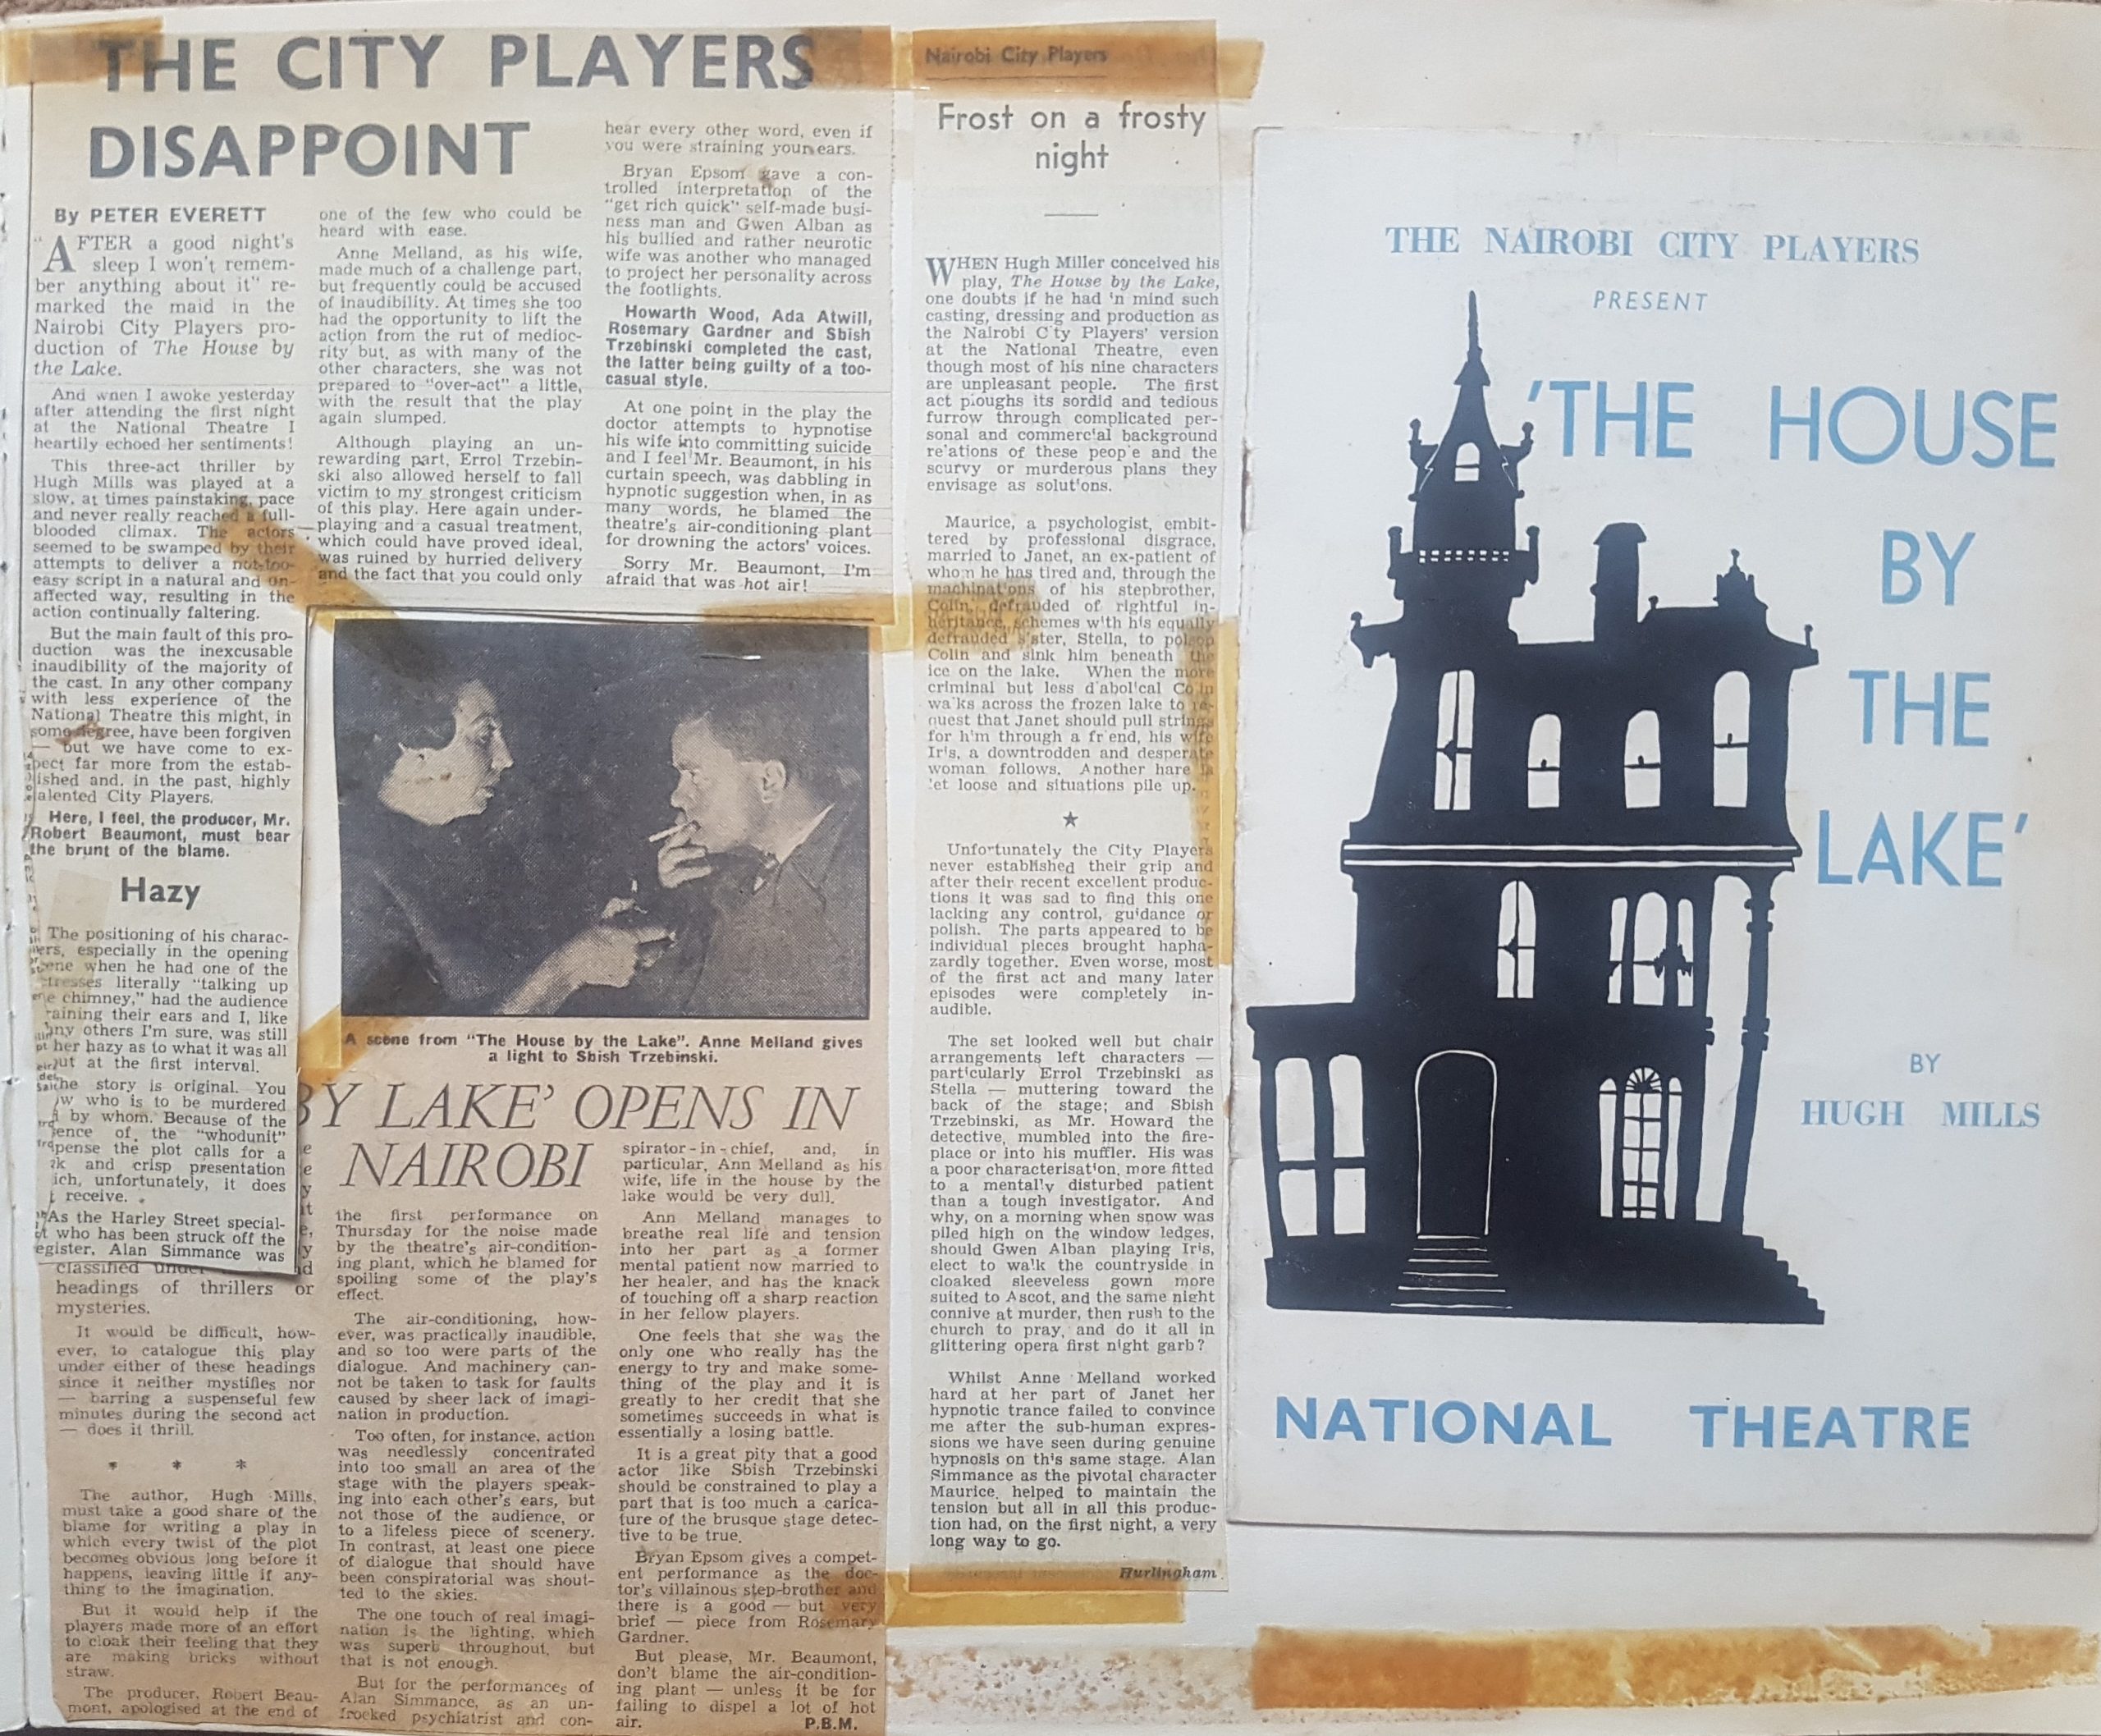 THE CITY PLAYERS
DISAPPOINT
By PETER EVERETT
"AFTER a good night's
sleep I won't remem-
ber anything about it" re-
marked the maid in the
Nairobi City Players pro-
duction of The House by
the Lake.
And when I awoke yesterday
after attending the first night
at the National Theatre I
heartily echoed her sentiments!
This three-act thriller by
Hugh Mills was played at a
slow, at times painstaking, pace
and never really reached a full-
blooded climax. The actors
seemed to be swamped by their
attempts to deliver a not-too-
easy script in a natural and un-
affected way, resulting in the
action continually faltering.
But the main fault of this pro-
duction was the inexcusable
inaudibility of the majority of
the cast. In any other company
with less experience of the
National Theatre this might, in
some degree, have been forgiven
— but we have come to ex-
pect far more from the estab-
lished and, in the past, highly
talented City Players.
Here, I feel, the producer, Mr.
Robert Beaumont, must bear
the brunt of the blame.
Hazy
The positioning of his charac-
ters, especially in the opening
when he had one of the
literally "talking up
chimney," had the audience
their ears and I, like
others I'm sure, was still
her hazy as to what it was all
at the first interval.
story is original. You
who is to be murdered
by whom. Because of the
of the "whodunit"
the plot calls for a
and crisp presentation
unfortunately, it does
receive.
As the Harley Street special-
who has been struck off the
register, Alan Simmance was
one of the few who could be
heard with ease.
Anne Melland, as his wife,
made much of a challenge part,
but frequently could be accused
of inaudibility. At times she too
had the opportunity to lift the
action from the rut of medioc-
rity but, as with many of the
other characters, she was not
prepared to "over-act" a little,
with the result that the play
again slumped.
Although playing an un-
rewarding part, Errol Trzebin-
ski also allowed herself to fall
victim to my strongest criticism
of this play. Here again under-
playing and a casual treatment,
which could have proved ideal,
was ruined by hurried delivery
and the fact that you could only
hear every other word, even if
you were straining your ears.
Bryan Epsom gave a con-
trolled interpretation of the
"get rich quick" self-made busi-
ness man and Gwen Alban as
his bullied and rather neurotic
wife was another who managed
to project her personality across
the footlights.
Howarth Wood, Ada Atwill,
Rosemary Gardner and Sbish
Trzebinski completed the cast,
the latter being guilty of a too-
casual style.
At one point in the play the
doctor attempts to hypnotise
his wife into committing suicide
and I feel Mr. Beaumont, in his
curtain speech, was dabbling in
hypnotic suggestion when, in as
many words, he blamed the
theatre's air-conditioning plant
for drowning the actors' voices.
Sorry Mr. Beaumont, I'm
afraid that was hot air!
A scene from "The House by the Lake". Anne Melland gives
a light to Sbish Trzebinski.
BY LAKE' OPENS IN
NAIROBI
classified
headings of thrillers or
mysteries.
It would be difficult, how-
ever, to catalogue this play
under either of these headings
since it neither mystifies nor
— barring a suspenseful few
minutes during the second act
— does it thrill.
* * *
The author, Hugh Mills,
must take a good share of the
blame for writing a play in
which every twist of the plot
becomes obvious long before it
happens, leaving little if any-
thing to the imagination.
But it would help if the
players made more of an effort
to cloak their feeling that they
are making bricks without
straw.
The producer, Robert Beau-
mont, apologised at the end of
the first performance on
Thursday for the noise made
by the theatre's air-condition-
ing plant, which he blamed for
spoiling some of the play's
effect.
The air-conditioning, how-
ever, was practically inaudible,
and so too were parts of the
dialogue. And machinery can-
not be taken to task for faults
caused by sheer lack of imagi-
nation in production.
Too often, for instance, action
was needlessly concentrated
into too small an area of the
stage with the players speak-
ing into each other's ears, but
not those of the audience, or
to a lifeless piece of scenery.
In contrast, at least one piece
of dialogue that should have
been conspiratorial was shout-
ted to the skies.
The one touch of real imagi-
nation is the lighting, which
was superb throughout, but
that is not enough.
But for the performances of
Alan Simmance, as an un-
frocked psychiatrist and con-
spirator-in-chief, and, in
particular, Ann Melland as his
wife, life in the house by the
lake would be very dull.
Ann Melland manages to
breathe real life and tension
into her part as a former
mental patient now married to
her healer, and has the knack
of touching off a sharp reaction
in her fellow players.
One feels that she was the
only one who really has the
energy to try and make some-
thing of the play and it is
greatly to her credit that she
sometimes succeeds in what is
essentially a losing battle.
It is a great pity that a good
actor like Sbish Trzebinski
should be constrained to play a
part that is too much a carica-
ture of the brusque stage detec-
tive to be true.
Bryan Epsom gives a compet-
ent performance as the doc-
tor's villainous step-brother and
there is a good — but very
brief — piece from Rosemary
Gardner.
But please, Mr. Beaumont,
don't blame the air-condition-
ing plant — unless it be for
failing to dispel a lot of hot
air.
P.B.M.
Nairobi City Players
Frost on a frosty
night
WHEN Hugh Miller conceived his
play, The House by the Lake,
one doubts if he had 'n mind such
casting, dressing and production as
the Nairobi C'ty Players' version
at the National Theatre, even
though most of his nine characters
are unpleasant people. The first
act ploughs its sordid and tedious
furrow through complicated per-
sonal and commerc'al background
re'ations of these peop'e and the
scurvy or murderous plans they
envisage as solut'ons.
Maurice, a psychologist, embit-
tered by professional disgrace,
married to Janet, an ex-patient of
whom he has tired and, through the
machinat'ons of his stepbrother,
Colin, defrauded of rightful in-
heritance, schemes w'th his equally
defrauded s'ster, Stella, to poison
Colin and sink him beneath the
ice on the lake. When the more
criminal but less d'abol'cal Co'in
wa'ks across the frozen lake to re-
quest that Janet should pull strings
for h'm through a fr'end, his wife
Ir's, a downtrodden and desperate
woman follows. Another hare is
'et loose and situations pile up.
★
Unfortunately the City Players
never established their grip and
after their recent excellent produc-
tions it was sad to find this one
lacking any control, gu'dance or
polish. The parts appeared to be
individual pieces brought hapha-
zardly together. Even worse, most
of the first act and many later
episodes were completely in-
audible.
The set looked well but chair
arrangements left characters —
particularly Errol Trzebinski as
Stella — muttering toward the
back of the stage; and Sbish
Trzebinski, as Mr. Howard the
detective, mumbled into the fire-
place or into his muffler. His was
a poor characterisat'on, more fitted
to a mentally disturbed patient
than a tough investigator. And
why, on a morning when snow was
piled high on the window ledges,
should Gwen Alban playing Ir's,
elect to wa'k the countryside in
cloaked sleeveless gown more
suited to Ascot, and the same night
connive at murder, then rush to the
church to pray, and do it all in
glittering opera first n'ght garb?
Whilst Anne Melland worked
hard at her part of Janet her
hypnotic trance failed to convince
me after the sub-human expres-
sions we have seen during genuine
hypnosis on th's same stage. Alan
Simmance as the pivotal character
Maurice, helped to maintain the
tension but all in all this produc-
tion had, on the first night, a very
long way to go.
Hurlingham
THE NAIROBI CITY PLAYERS
PRESENT
'THE HOUSE
BY
THE
LAKE'
BY
HUGH MILLS
NATIONAL THEATRE